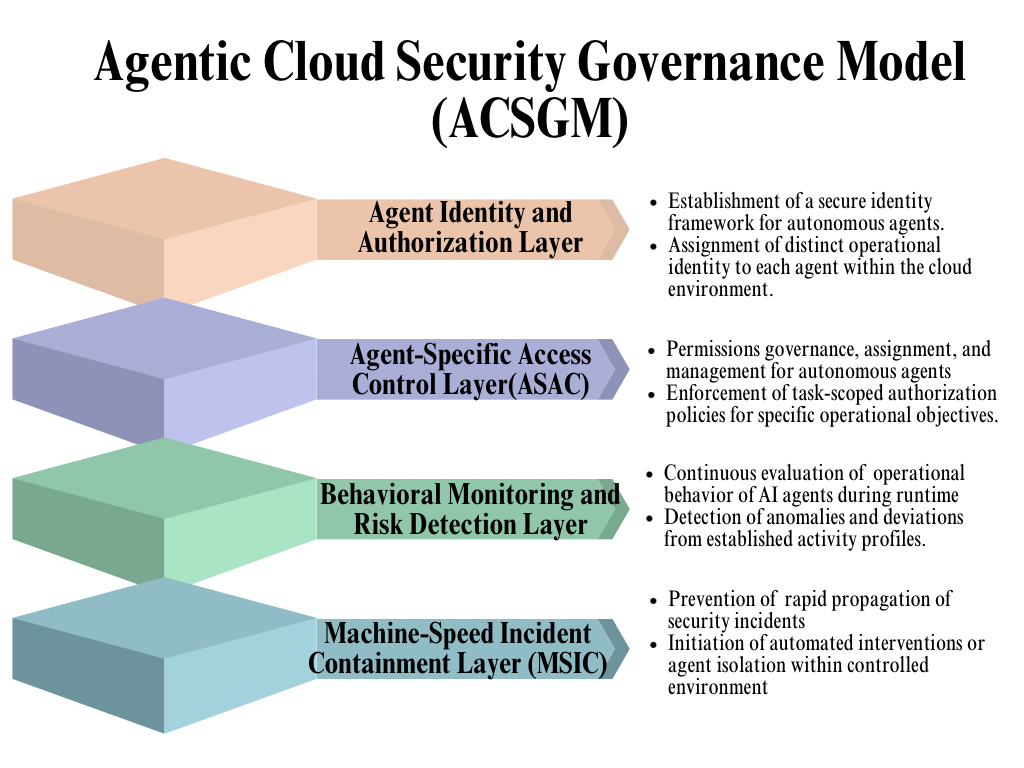 Agentic Cloud Security Governance Model
(ACSGM)
Agent Identity and
Authorization Layer
• Establishment of a secure identity
framework for autonomous agents.
• Assignment of distinct operational
identity to each agent within the cloud
environment.
Agent-Specific Access
Control Layer(ASAC)
• Permissions governance, assignment, and
management for autonomous agents
• Enforcement of task-scoped authorization
policies for specific operational objectives.
Behavioral Monitoring and
Risk Detection Layer
• Continuous evaluation of operational
behavior of AI agents during runtime
• Detection of anomalies and deviations
from established activity profiles.
Machine-Speed Incident
Containment Layer (MSIC)
• Prevention of rapid propagation of
security incidents
• Initiation of automated interventions or
agent isolation within controlled
environment